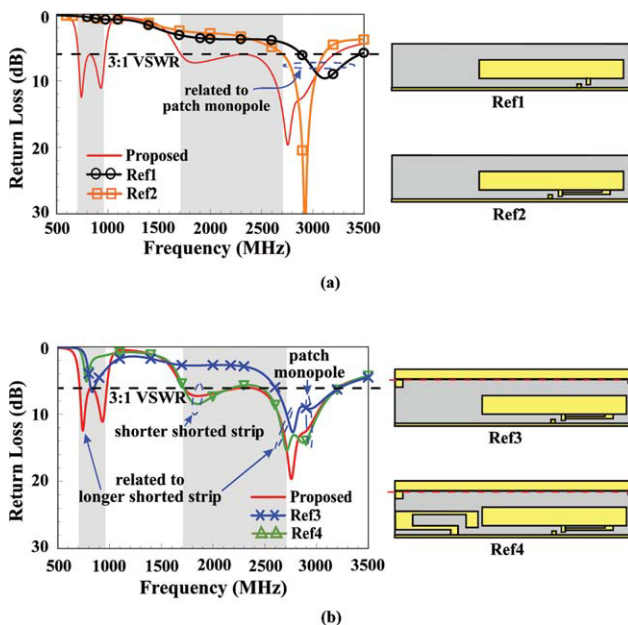 0
5
10
20
30
Return Loss (dB)
3:1 VSWR
related to
patch monopole
Proposed
Ref1
Ref2
500 1000 1500 2000 2500 3000 3500
Frequency (MHz)
Ref1
Ref2
(a)
0
5
10
20
30
Return Loss (dB)
patch
monopole
3:1 VSWR
shorter shorted strip
related to
longer shorted strip
Proposed
Ref3
Ref4
500 1000 1500 2000 2500 3000 3500
Frequency (MHz)
Ref3
Ref4
(b)